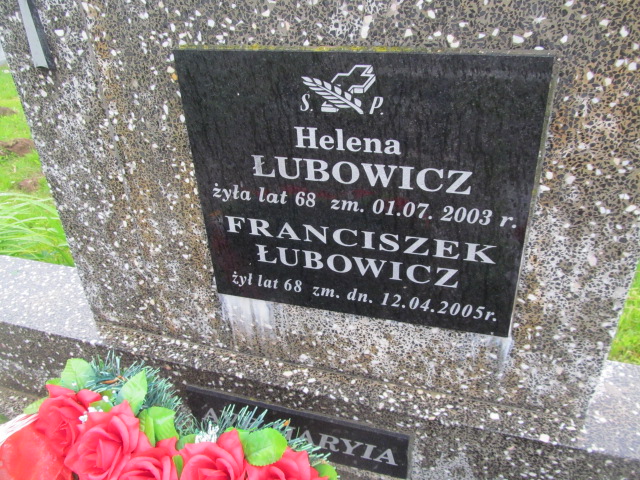 S. P.
Helena
ŁUBOWICZ
żyła lat 68 zm. 01.07. 2003 r.
FRANCISZEK
ŁUBOWICZ
żył lat 68 zm. dn. 12.04.2005r.
MARYIA